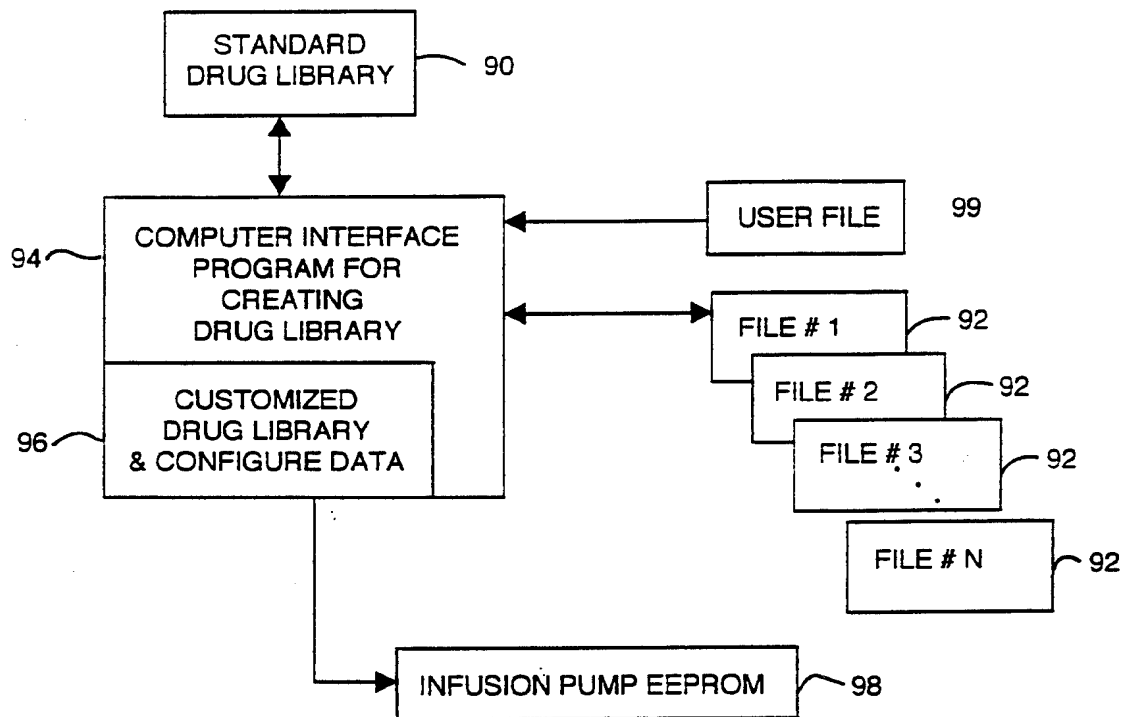 STANDARD
DRUG LIBRARY
90
COMPUTER INTERFACE
PROGRAM FOR
CREATING
DRUG LIBRARY
94
USER FILE
99
FILE # 1
92
FILE # 2
92
FILE # 3
92
FILE # N
92
CUSTOMIZED
DRUG LIBRARY
& CONFIGURE DATA
96
INFUSION PUMP EEPROM
98